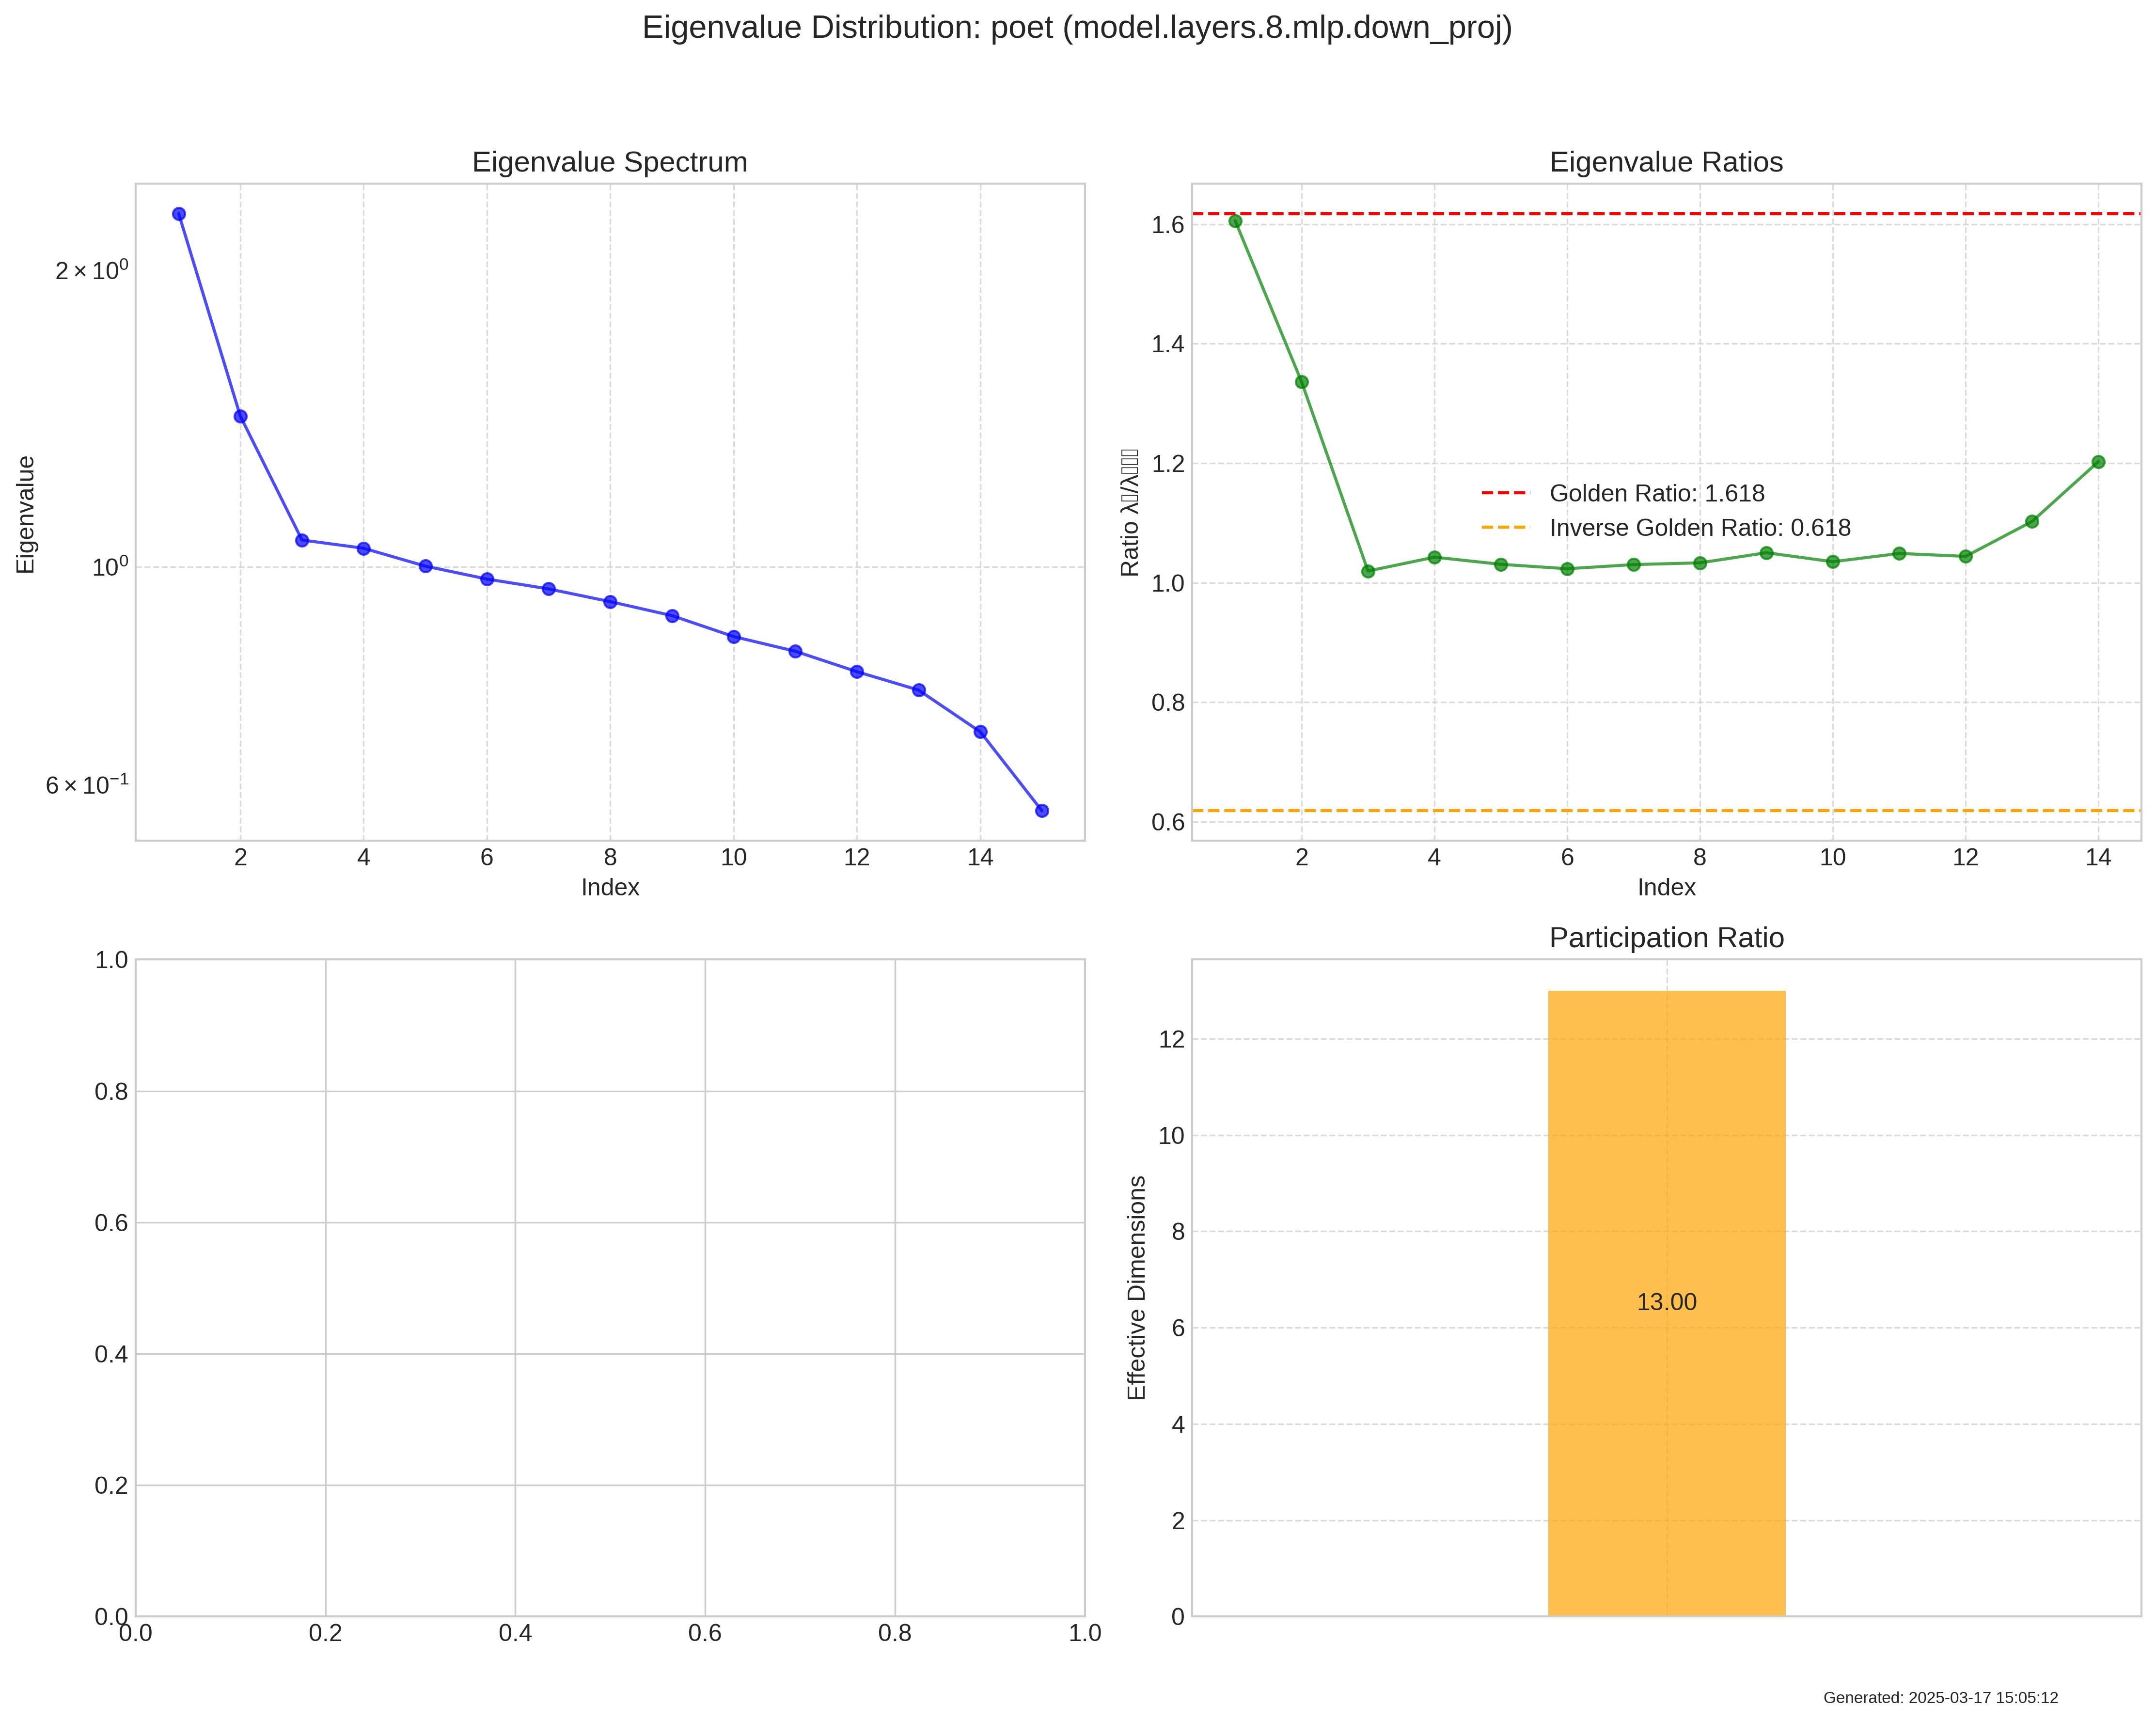 Eigenvalue Distribution: poet (model.layers.8.mlp.down_proj)
Eigenvalue Spectrum
Eigenvalue
2 × 10⁰
10⁰
6 × 10⁻¹
2 4 6 8 10 12 14
Index
Eigenvalue Ratios
Ratio λ▯/λ▯▯▯
1.6
1.4
1.2
1.0
0.8
0.6
Golden Ratio: 1.618
Inverse Golden Ratio: 0.618
2 4 6 8 10 12 14
Index
1.0
0.8
0.6
0.4
0.2
0.0
0.0 0.2 0.4 0.6 0.8 1.0
Participation Ratio
Effective Dimensions
12
10
8
6
4
2
0
13.00
Generated: 2025-03-17 15:05:12